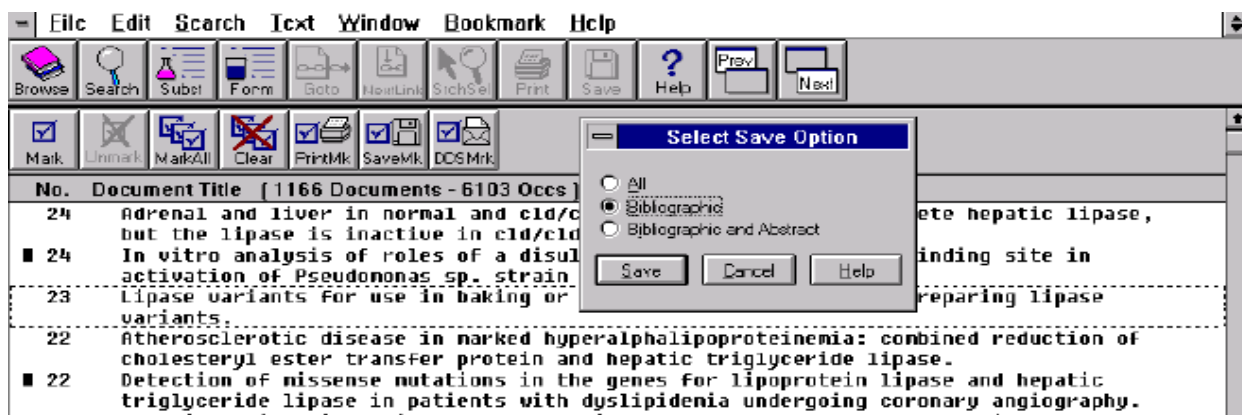 File Edit Search Text Window Bookmark Help
Browse Search Subst Form Goto NextLink SrchSel Print Save Help Prev Next
Mark Unmark MarkAll Clear PrintMk SaveMk DOSMrk
Select Save Option
All
Bibliographic
Bibliographic and Abstract
Save Cancel Help
No. Document Title [ 1166 Documents - 6103 Occs ]
24 Adrenal and liver in normal and cld/c ete hepatic lipase,
but the lipase is inactive in cld/cld
24 In vitro analysis of roles of a disul inding site in
activation of Pseudomonas sp. strain
23 Lipase variants for use in baking or reparing lipase
variants.
22 Atherosclerotic disease in marked hyperalphalipoproteinemia: combined reduction of
cholesteryl ester transfer protein and hepatic triglyceride lipase.
22 Detection of missense mutations in the genes for lipoprotein lipase and hepatic
triglyceride lipase in patients with dyslipidemia undergoing coronary angiography.